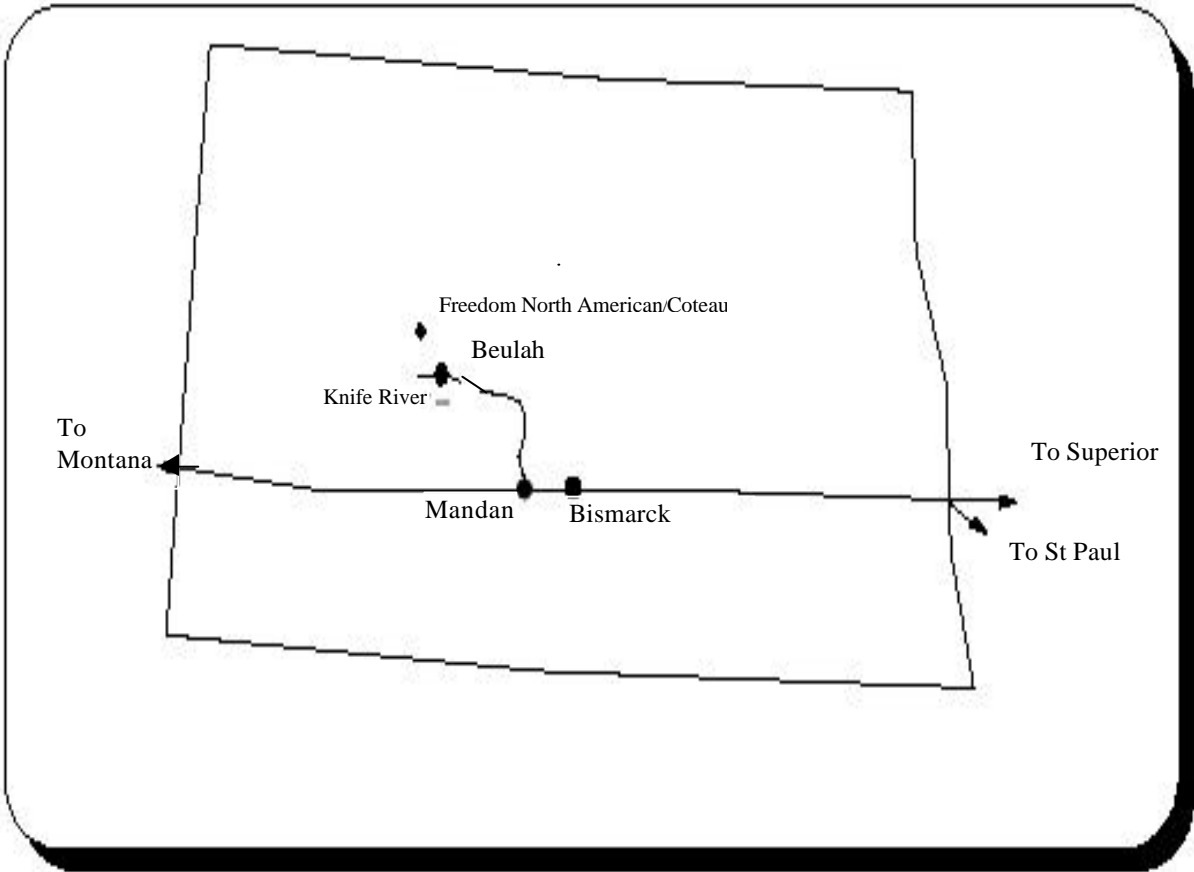 Freedom North American/Coteau
Beulah
Knife River
To
Montana
To Superior
Mandan
Bismarck
To St Paul